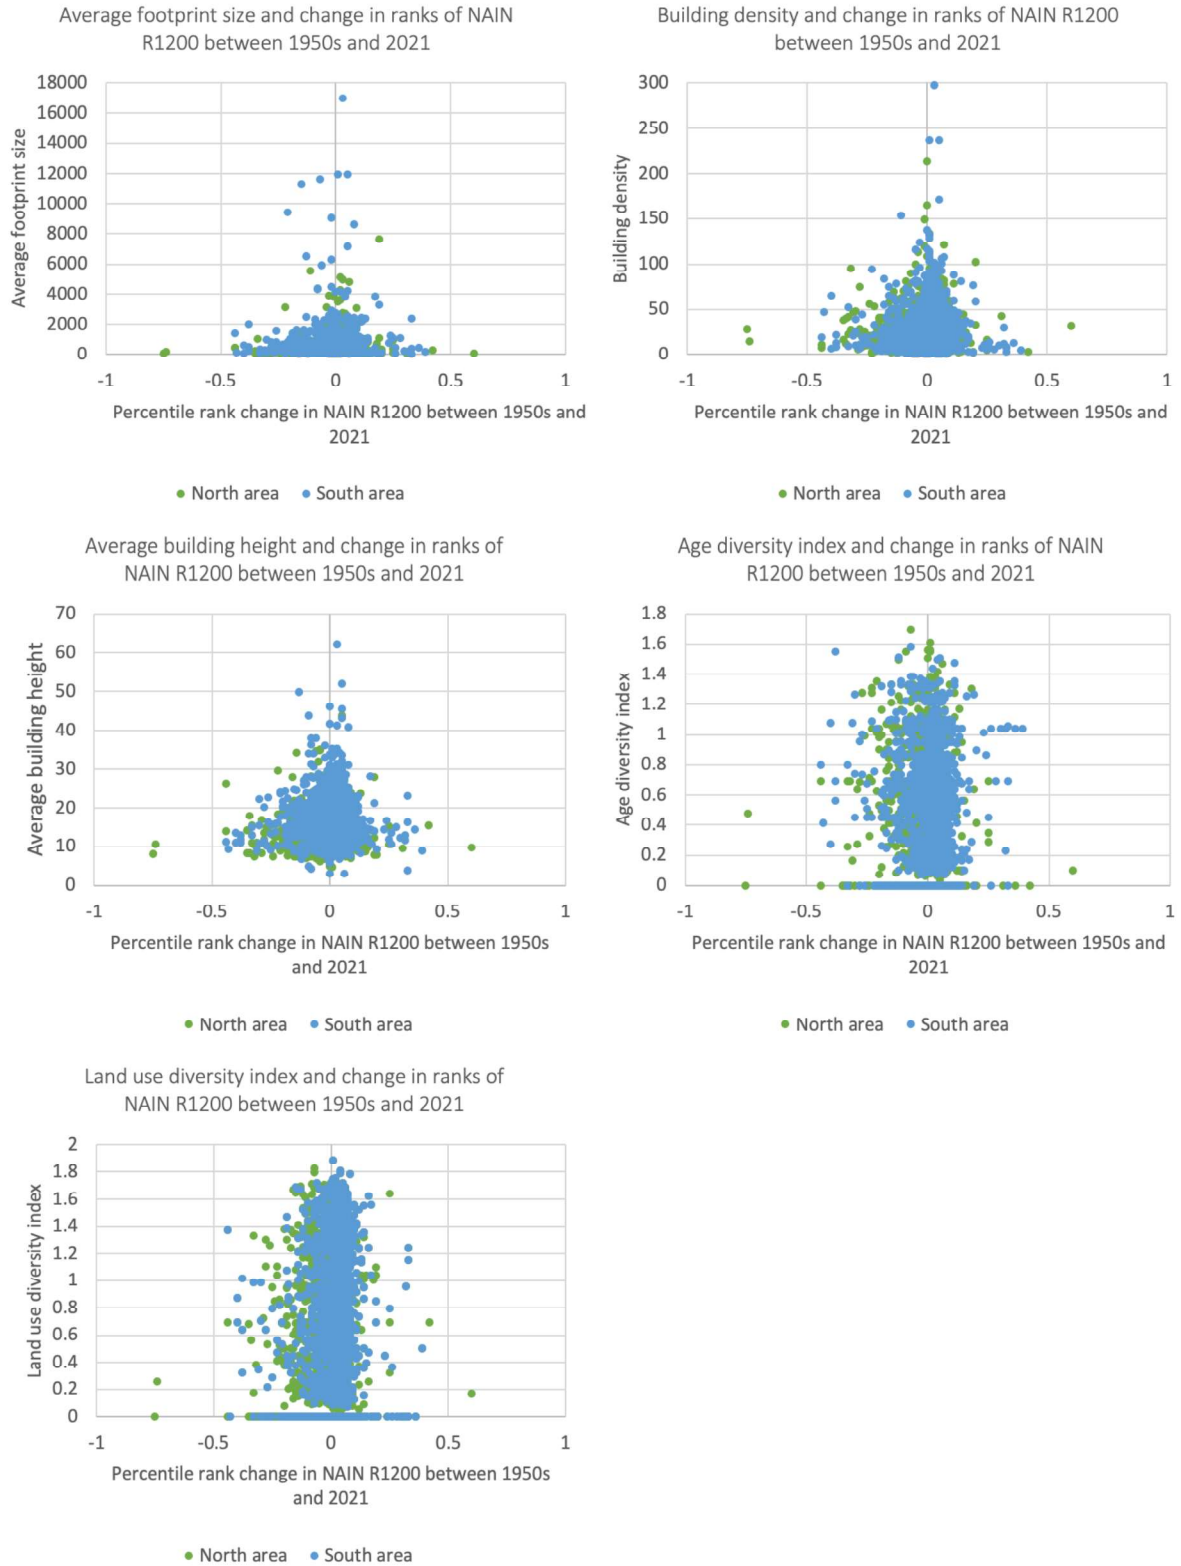 Average footprint size and change in ranks of NAIN
R1200 between 1950s and 2021
18000
16000
14000
12000
10000
8000
6000
4000
2000
0
Average footprint size
-1 -0.5 0 0.5 1
Percentile rank change in NAIN R1200 between 1950s and
2021
North area South area
Building density and change in ranks of NAIN R1200
between 1950s and 2021
300
250
200
150
100
50
0
Building density
-1 -0.5 0 0.5 1
Percentile rank change in NAIN R1200 between 1950s and
2021
North area South area
Average building height and change in ranks of
NAIN R1200 between 1950s and 2021
70
60
50
40
30
20
10
0
Average building height
-1 -0.5 0 0.5 1
Percentile rank change in NAIN R1200 between 1950s
and 2021
North area South area
Age diversity index and change in ranks of NAIN
R1200 between 1950s and 2021
1.8
1.6
1.4
1.2
1
0.8
0.6
0.4
0.2
0
Age diversity index
-1 -0.5 0 0.5 1
Percentile rank change in NAIN R1200 between 1950s and
2021
North area South area
Land use diversity index and change in ranks of
NAIN R1200 between 1950s and 2021
2
1.8
1.6
1.4
1.2
1
0.8
0.6
0.4
0.2
0
Land use diversity index
-1 -0.5 0 0.5 1
Percentile rank change in NAIN R1200 between 1950s
and 2021
North area South area